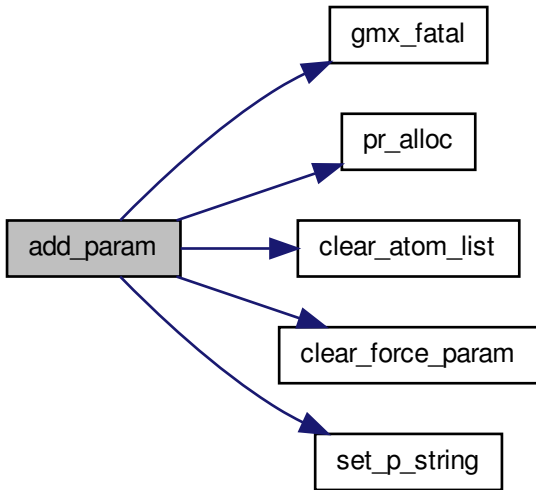 gmx_fatal
pr_alloc
add_param
clear_atom_list
clear_force_param
set_p_string